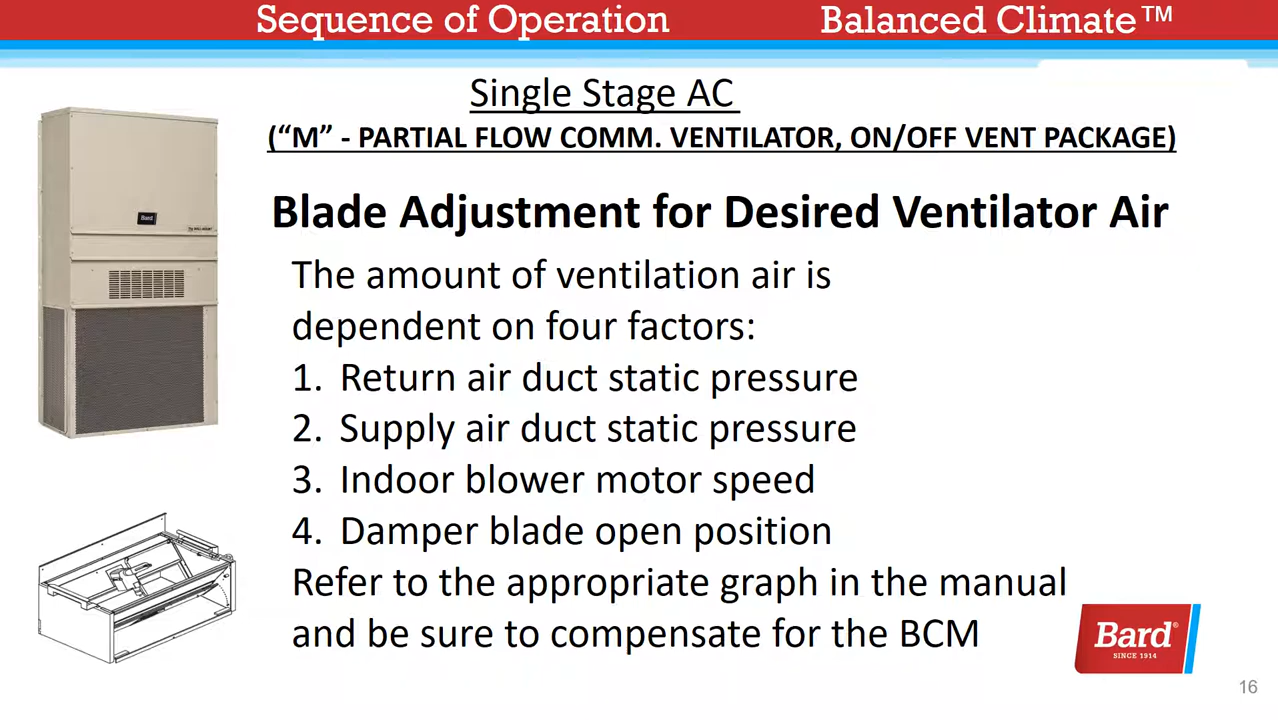 Sequence of Operation
Balanced Climate™
Single Stage AC
(“M” - PARTIAL FLOW COMM. VENTILATOR, ON/OFF VENT PACKAGE)
Blade Adjustment for Desired Ventilator Air
The amount of ventilation air is
dependent on four factors:
1. Return air duct static pressure
2. Supply air duct static pressure
3. Indoor blower motor speed
4. Damper blade open position
Refer to the appropriate graph in the manual
and be sure to compensate for the BCM
Bard
Bard®
SINCE 1914
16